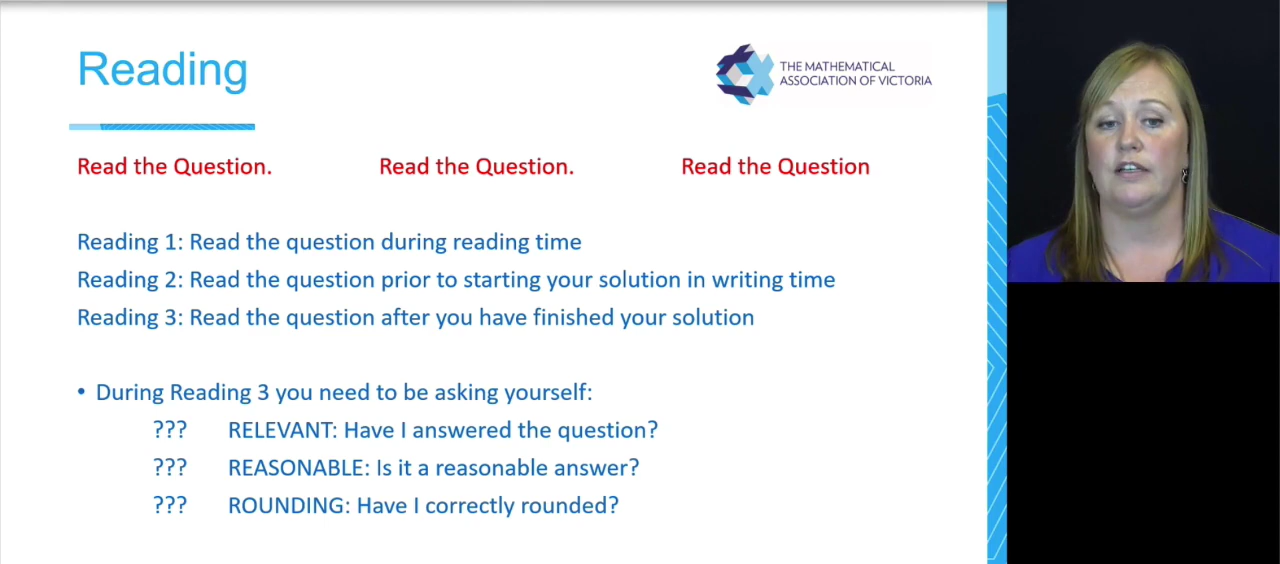 Reading
THE MATHEMATICAL
ASSOCIATION OF VICTORIA
Read the Question. Read the Question. Read the Question
Reading 1: Read the question during reading time
Reading 2: Read the question prior to starting your solution in writing time
Reading 3: Read the question after you have finished your solution
• During Reading 3 you need to be asking yourself:
??? RELEVANT: Have I answered the question?
??? REASONABLE: Is it a reasonable answer?
??? ROUNDING: Have I correctly rounded?